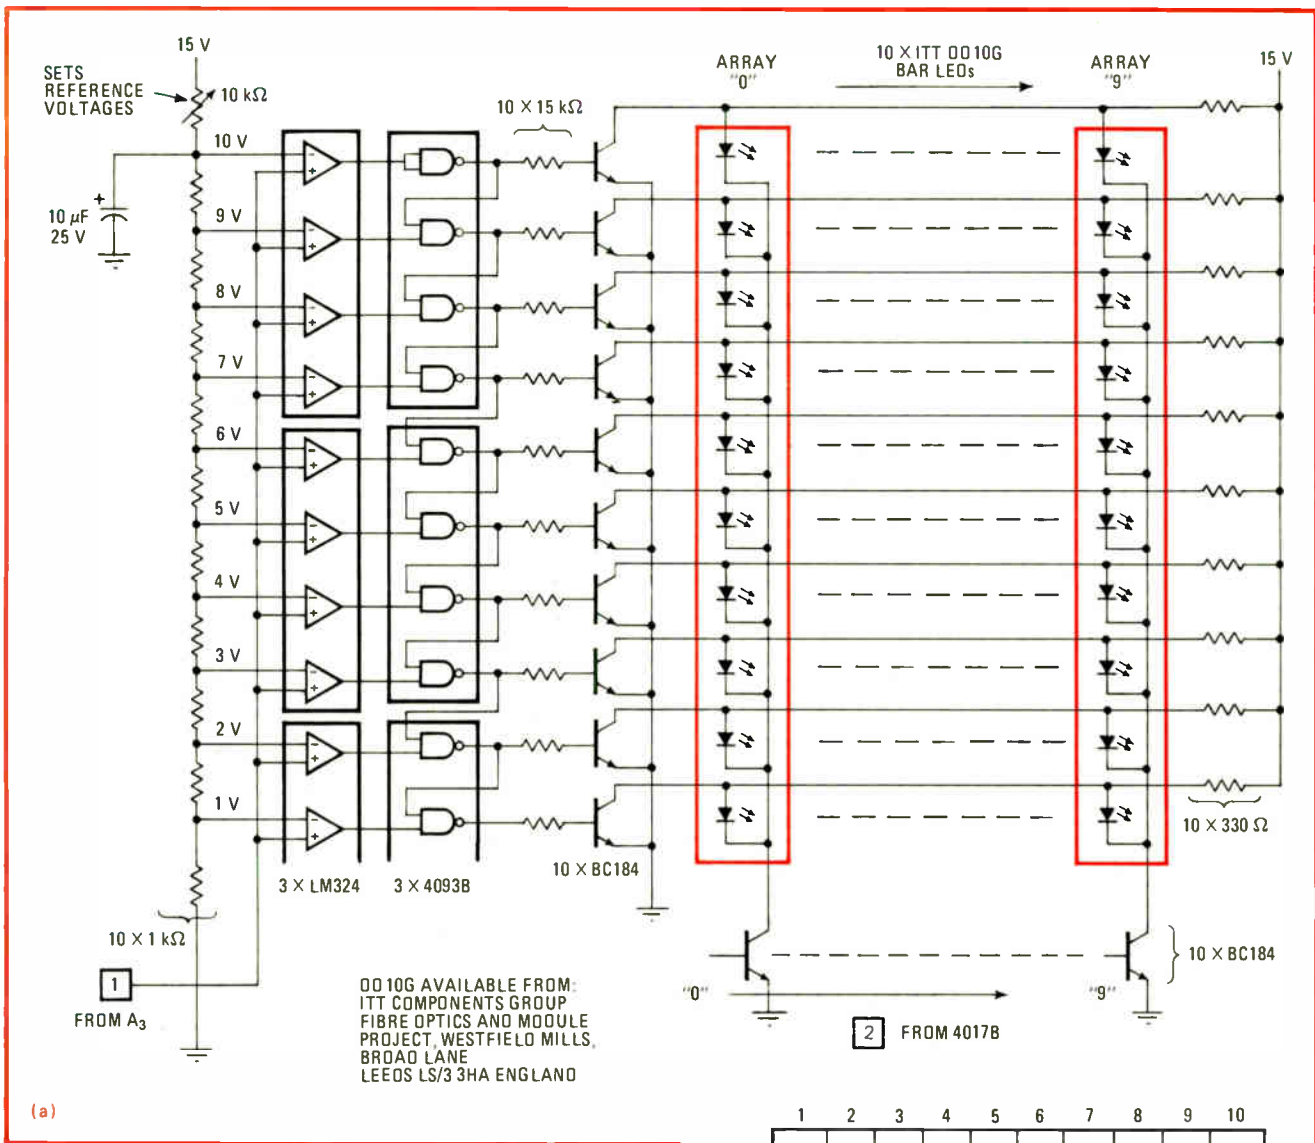 15 V
SETS
REFERENCE
VOLTAGES
10 kΩ
10 × 15 kΩ
ARRAY
"0"
10 X ITT OD10G
BAR LEDs
ARRAY
"9"
15 V
10 V
10 µF
25 V
+
9 V
8 V
7 V
6 V
5 V
4 V
3 V
2 V
1 V
- +
- +
- +
- +
- +
- +
- +
- +
- +
- +
3 X LM324
3 X 4093B
10 × BC184
10 X 330 Ω
10 × 1 kΩ
1
FROM A3
OD10G AVAILABLE FROM:
ITT COMPONENTS GROUP
FIBRE OPTICS AND MODULE
PROJECT, WESTFIELD MILLS,
BROAD LANE
LEEDS LS/3 3HA ENGLAND
"0"
"9"
10 × BC184
2 FROM 4017B
(a)
1 2 3 4 5 6 7 8 9 10